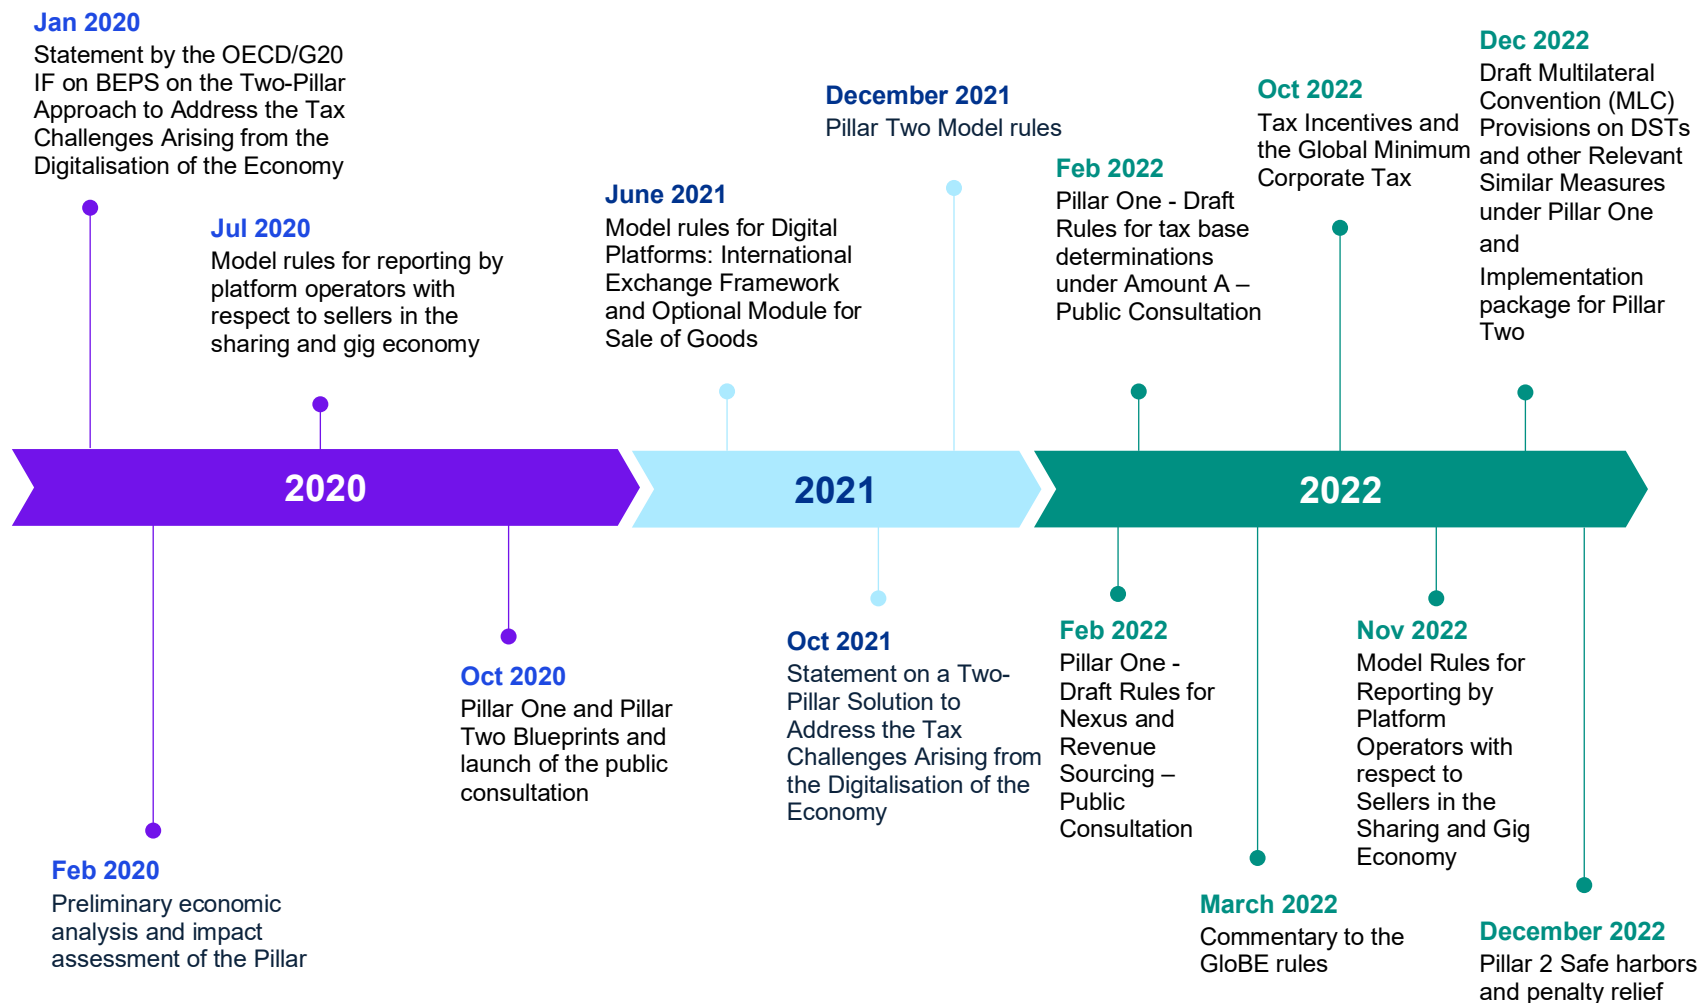 Jan 2020
Statement by the OECD/G20
IF on BEPS on the Two-Pillar
Approach to Address the Tax
Challenges Arising from the
Digitalisation of the Economy
Jul 2020
Model rules for reporting by
platform operators with
respect to sellers in the
sharing and gig economy
June 2021
Model rules for Digital
Platforms: International
Exchange Framework
and Optional Module for
Sale of Goods
December 2021
Pillar Two Model rules
Feb 2022
Pillar One - Draft
Rules for tax base
determinations
under Amount A –
Public Consultation
Oct 2022
Tax Incentives and
the Global Minimum
Corporate Tax
Dec 2022
Draft Multilateral
Convention (MLC)
Provisions on DSTs
and other Relevant
Similar Measures
under Pillar One
and
Implementation
package for Pillar
Two
2020
2021
2022
Feb 2020
Preliminary economic
analysis and impact
assessment of the Pillar
Oct 2020
Pillar One and Pillar
Two Blueprints and
launch of the public
consultation
Oct 2021
Statement on a Two-
Pillar Solution to
Address the Tax
Challenges Arising from
the Digitalisation of the
Economy
Feb 2022
Pillar One -
Draft Rules for
Nexus and
Revenue
Sourcing –
Public
Consultation
March 2022
Commentary to the
GloBE rules
Nov 2022
Model Rules for
Reporting by
Platform
Operators with
respect to
Sellers in the
Sharing and Gig
Economy
December 2022
Pillar 2 Safe harbors
and penalty relief